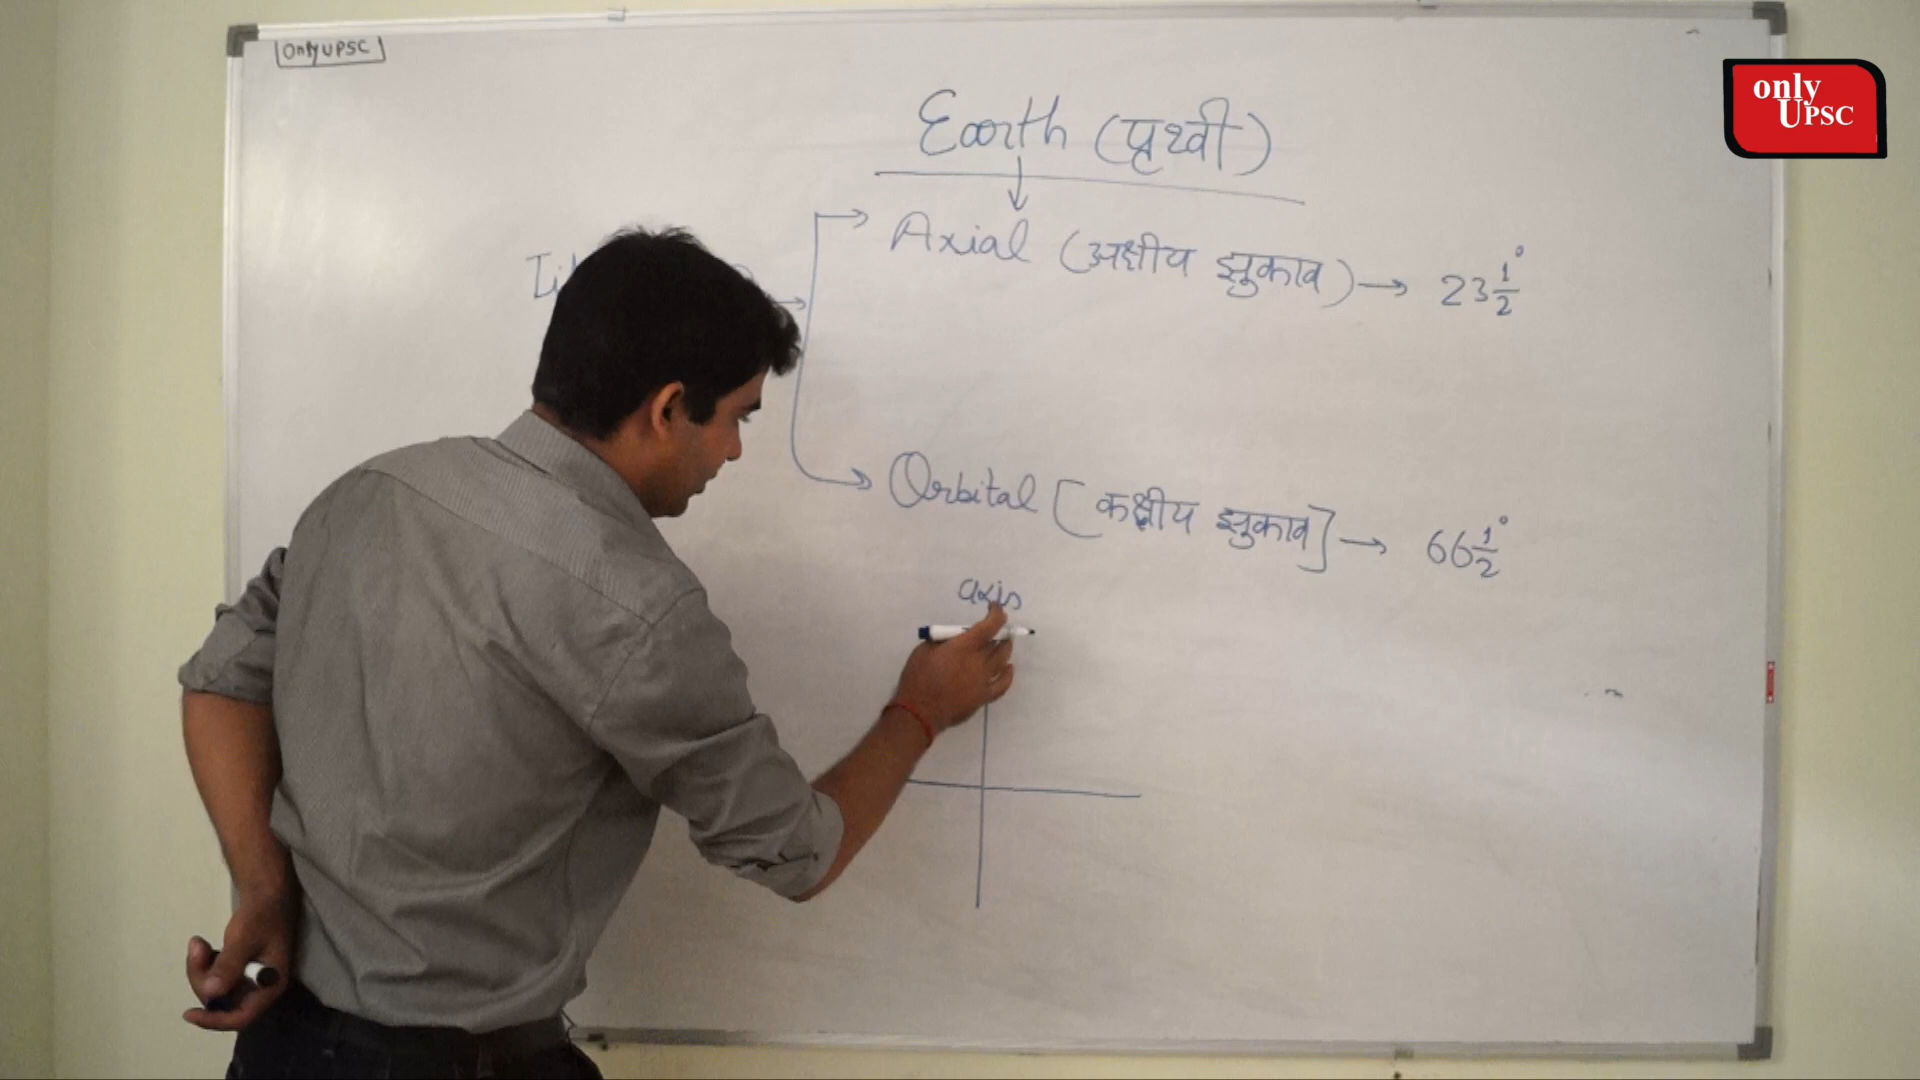 OnlyUPSC
only
UPSC
Earth (पृथ्वी)
Axial (अक्षीय झुकाव) → 23 1/2°
Orbital [कक्षीय झुकाव] → 66 1/2°
axis